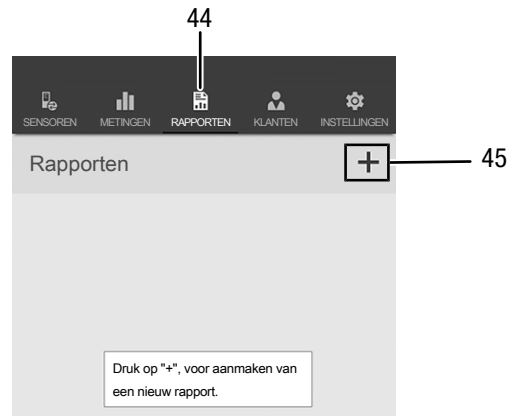 44
SENSOREN METINGEN RAPPORTEN KLANTEN INSTELLINGEN
Rapporten +
45
Druk op "+", voor aanmaken van
een nieuw rapport.